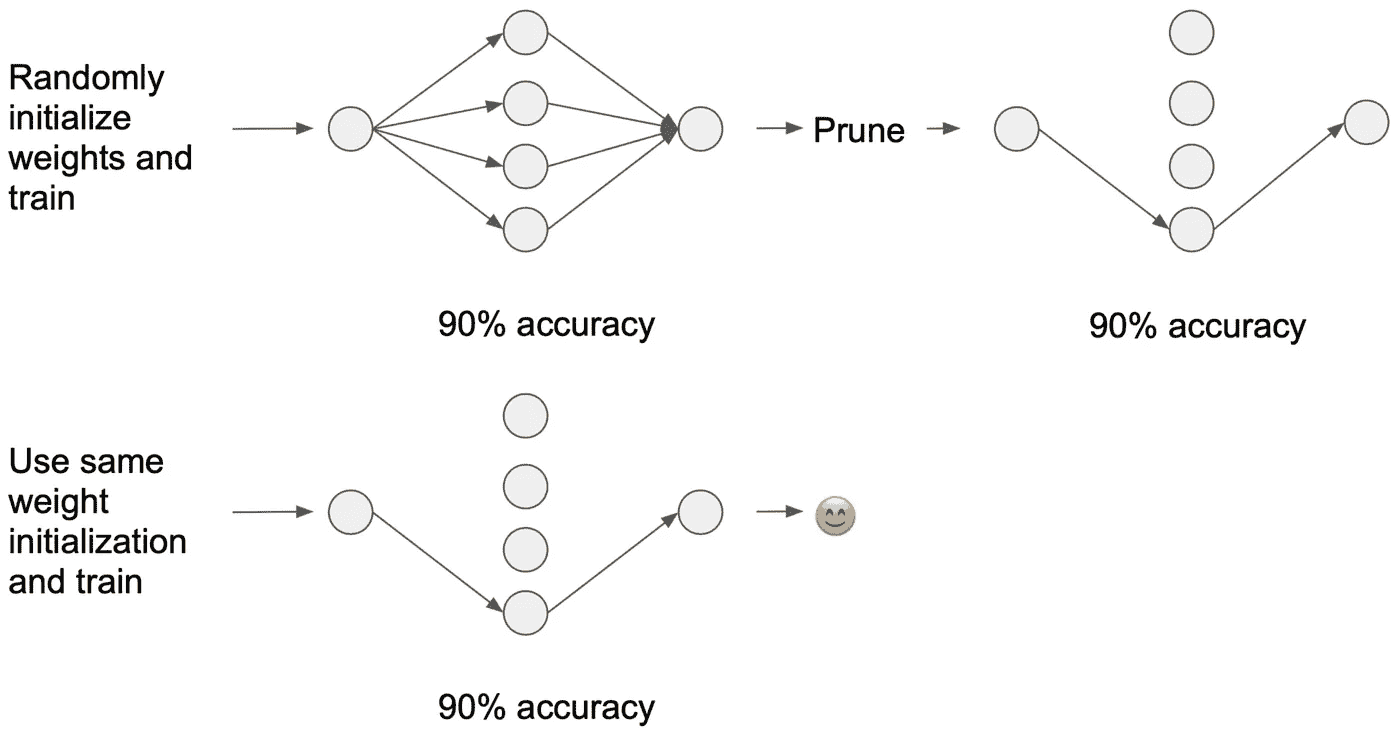 Randomly
initialize
weights and
train
Prune
90% accuracy
90% accuracy
Use same
weight
initialization
and train
90% accuracy